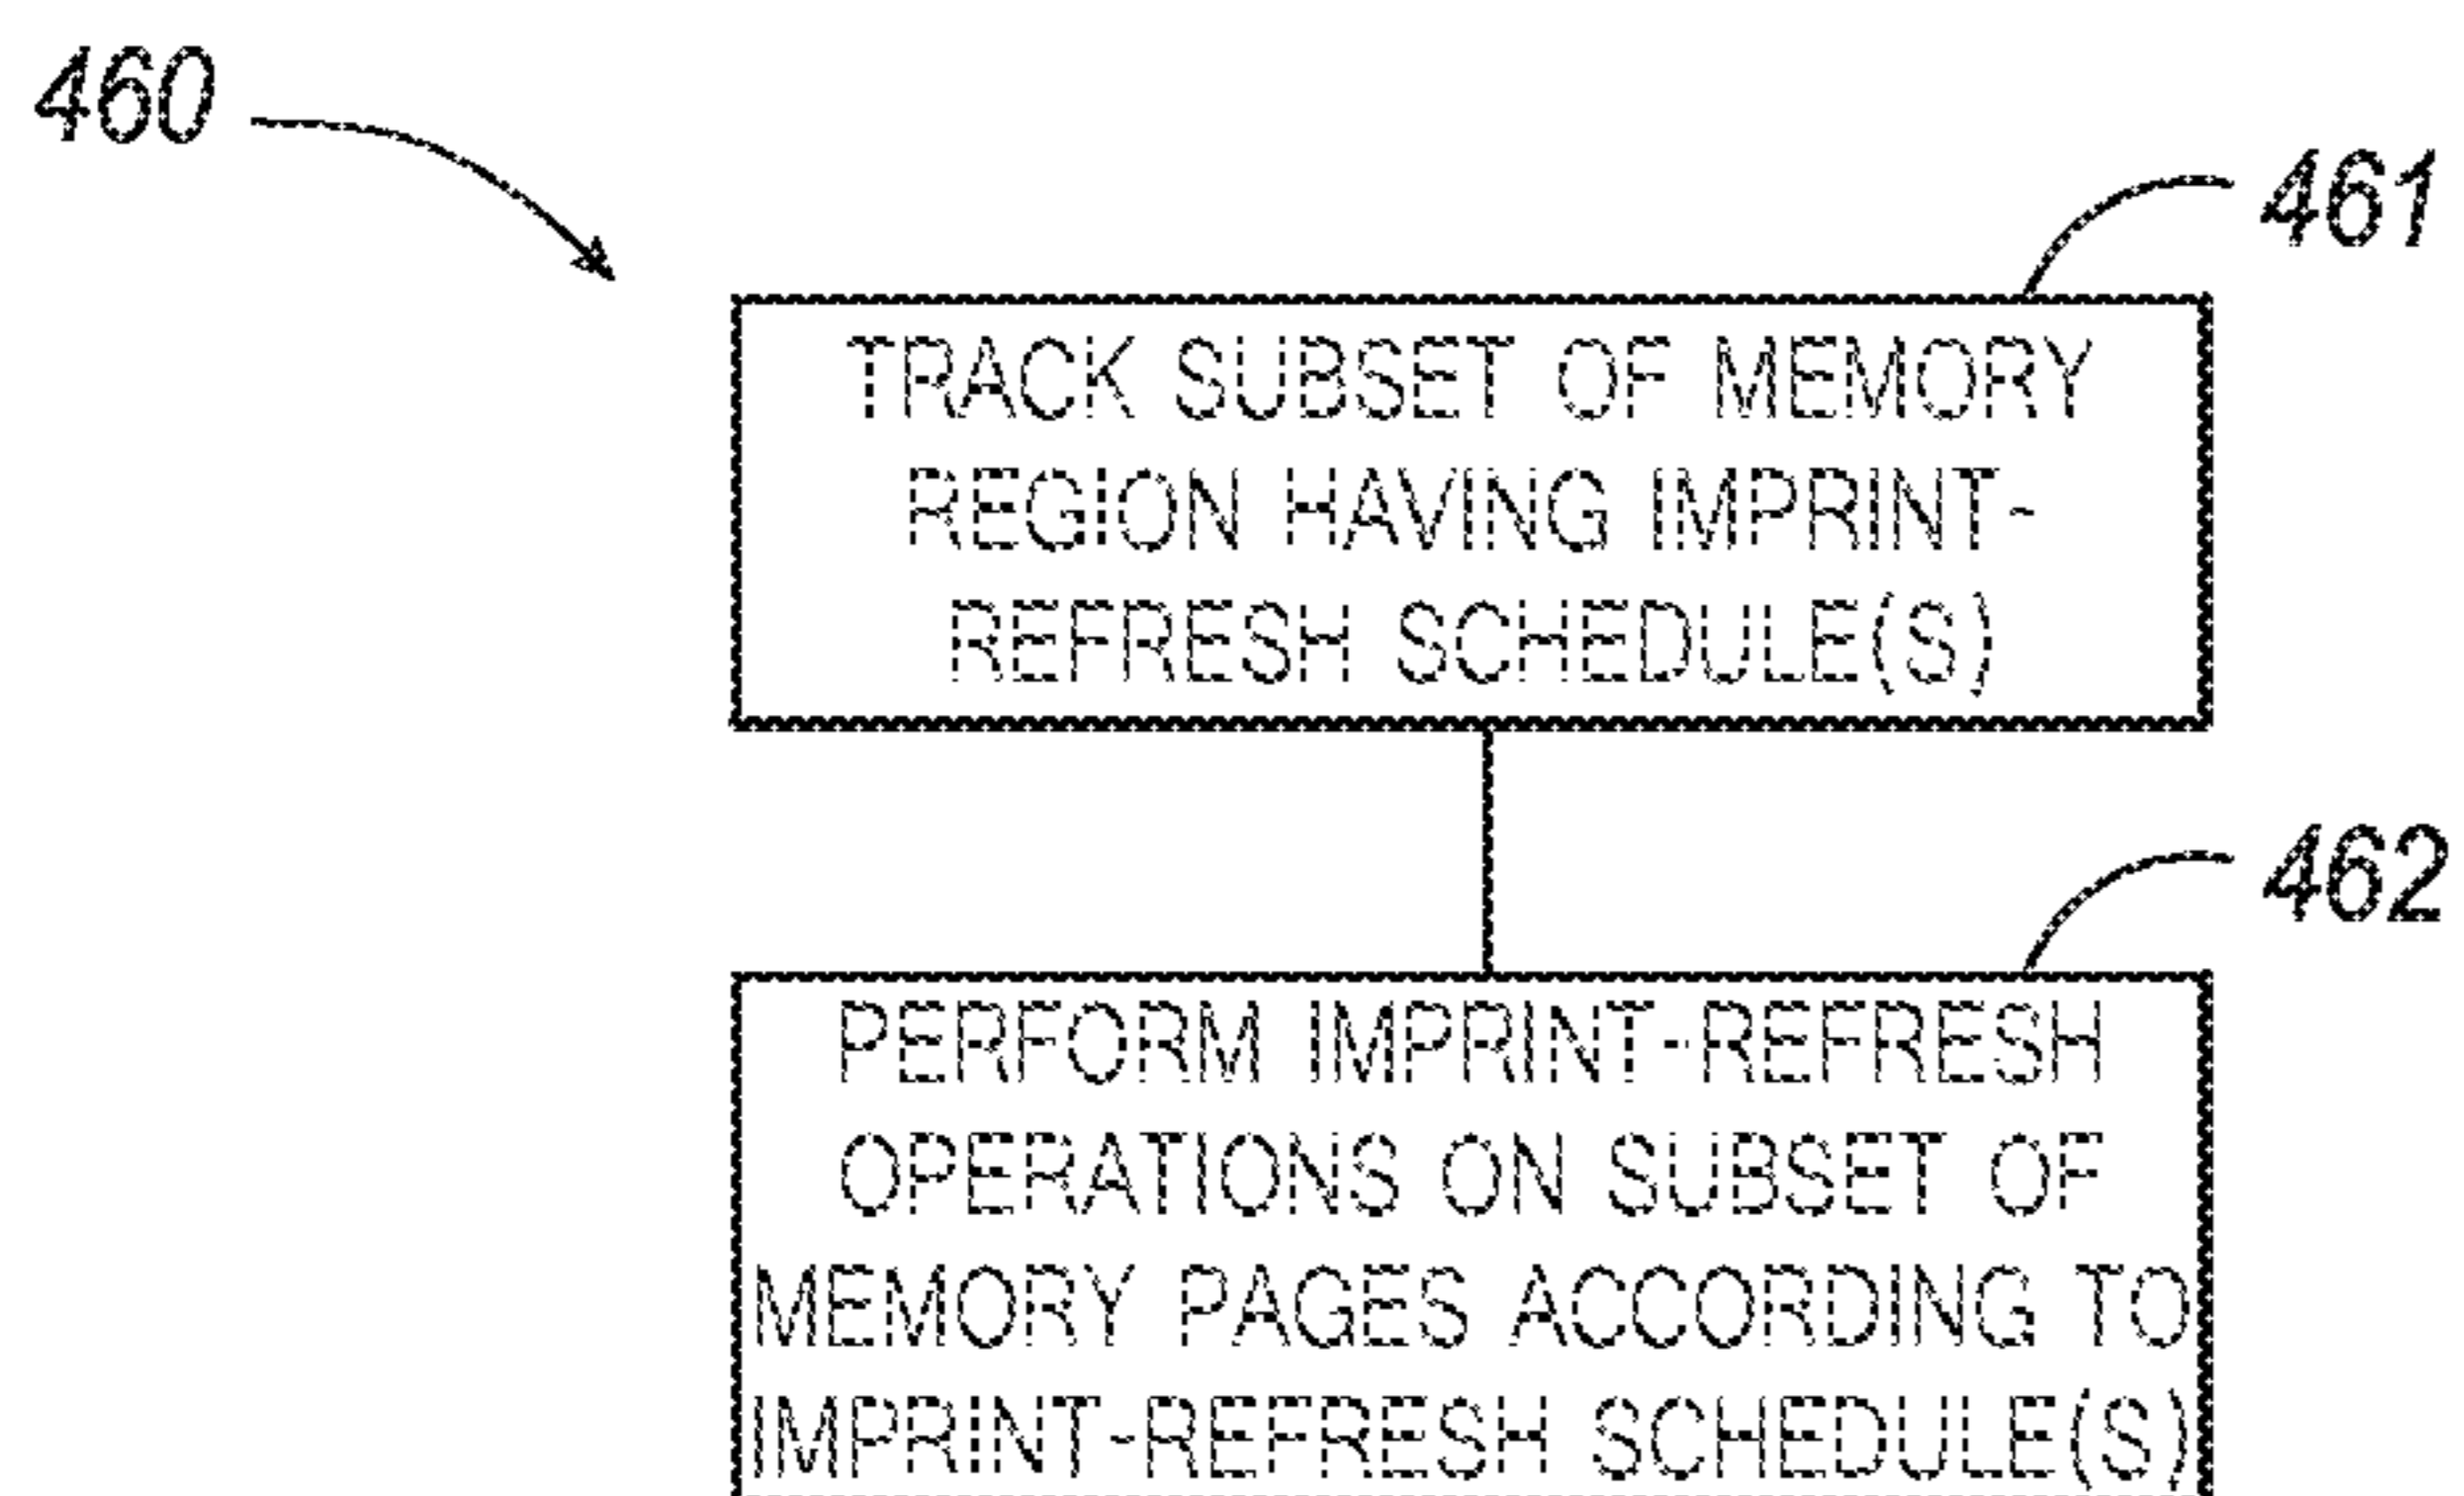 460
461
TRACK SUBSET OF MEMORY
REGION HAVING IMPRINT-
REFRESH SCHEDULE(S)
462
PERFORM IMPRINT-REFRESH
OPERATIONS ON SUBSET OF
MEMORY PAGES ACCORDING TO
IMPRINT-REFRESH SCHEDULE(S)